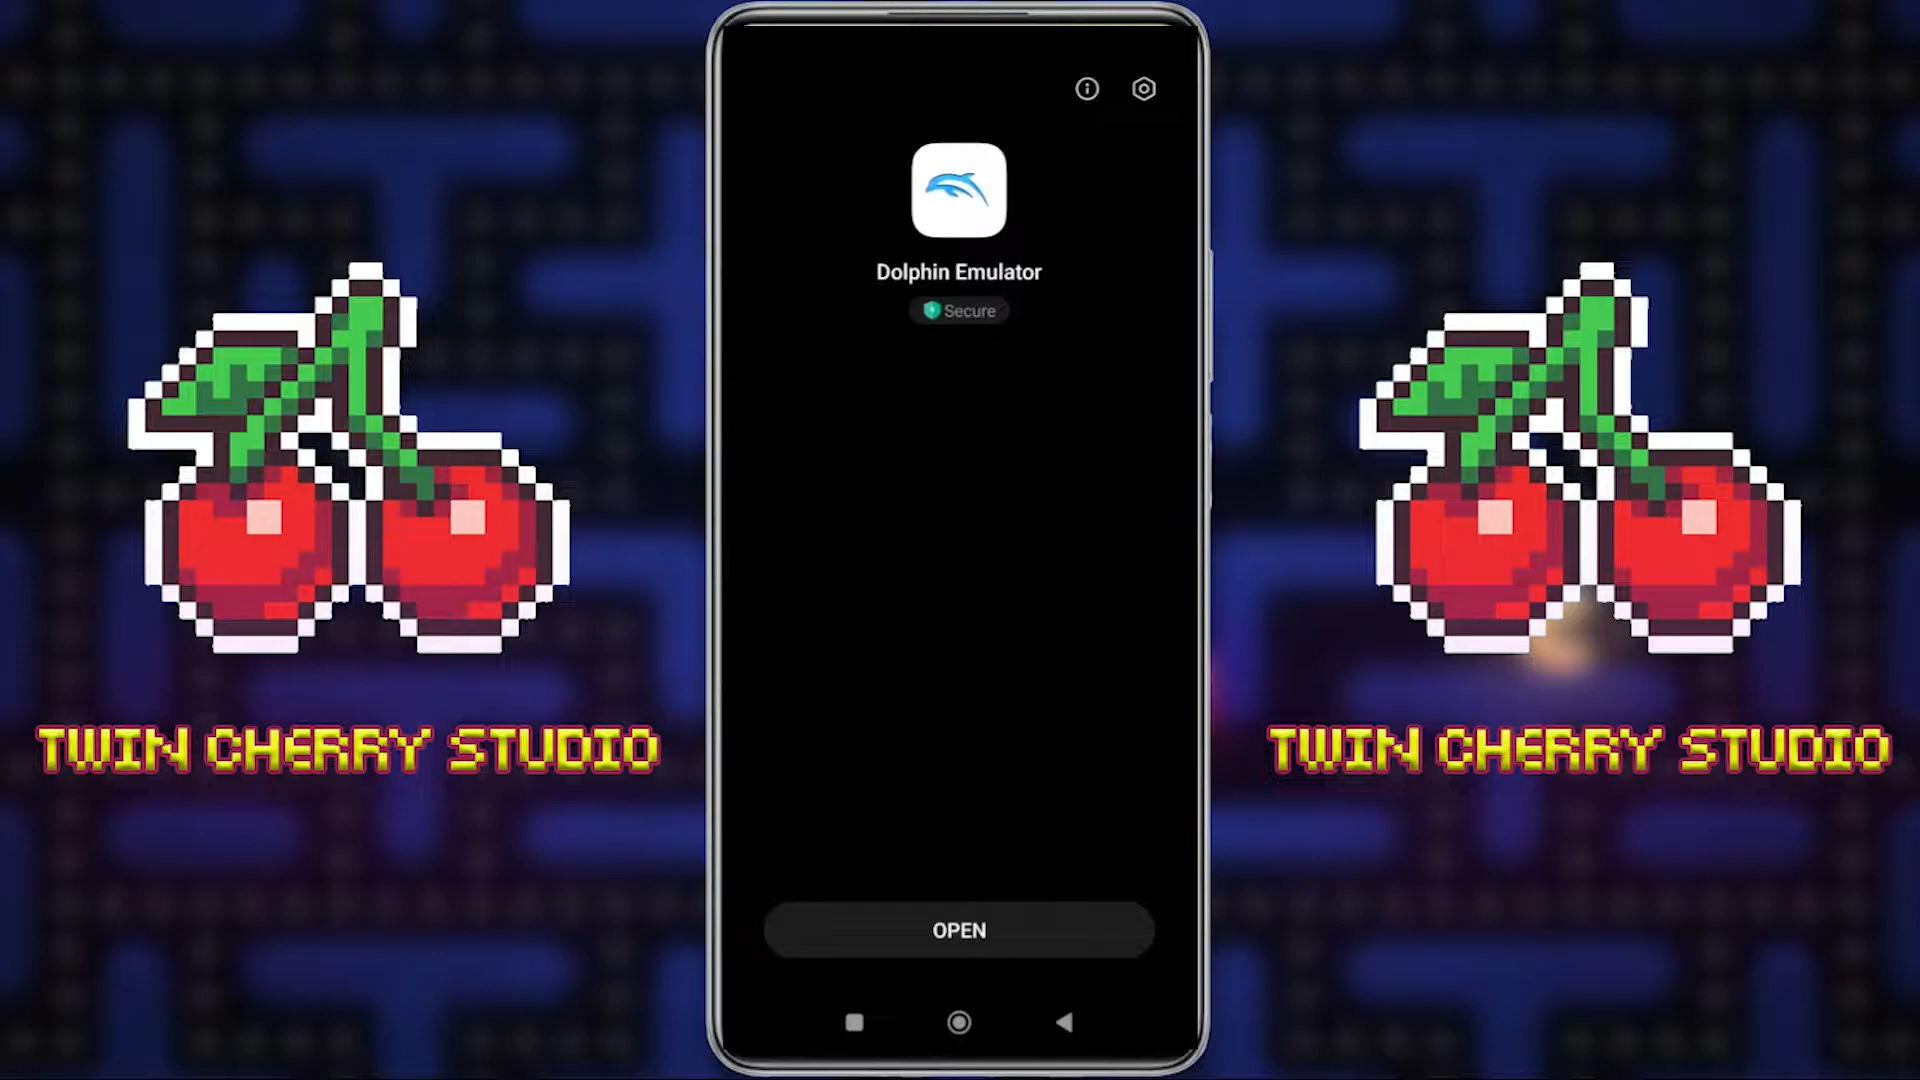 Dolphin Emulator
Secure
TWIN CHERRY STUDIO
TWIN CHERRY STUDIO
OPEN